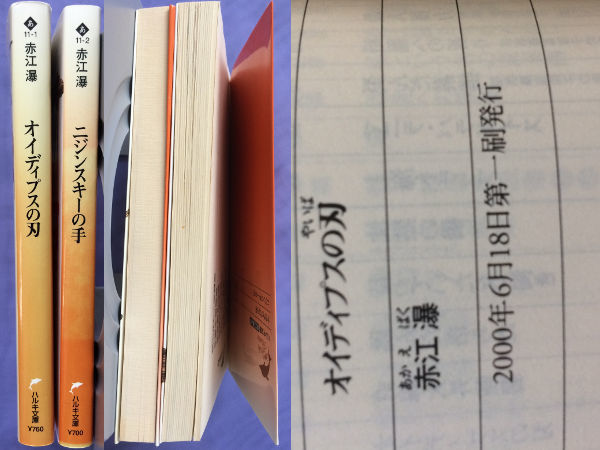 あ
11-1
赤江 瀑
オイディプスの刃
ハルキ文庫
¥760
あ
11-2
赤江 瀑
ニジンスキーの手
ハルキ文庫
¥700
やいば
オイディプスの刃
あかえ ばく
赤江 瀑
2000年6月18日第一刷発行